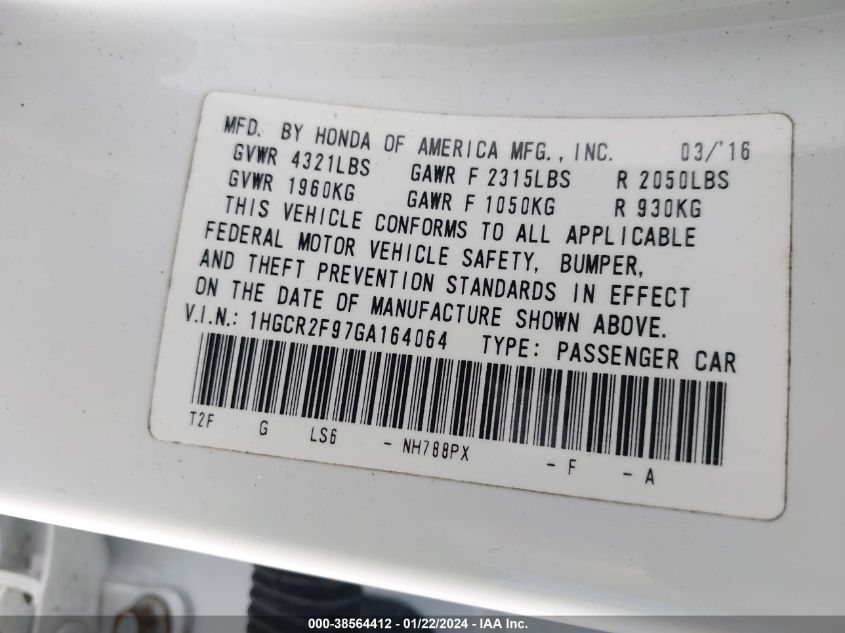 MFD. BY HONDA OF AMERICA MFG., INC. 03/'16
GVWR 4321LBS GAWR F 2315LBS R 2050LBS
GVWR 1960KG GAWR F 1050KG R 930KG
THIS VEHICLE CONFORMS TO ALL APPLICABLE
FEDERAL MOTOR VEHICLE SAFETY, BUMPER,
AND THEFT PREVENTION STANDARDS IN EFFECT
ON THE DATE OF MANUFACTURE SHOWN ABOVE.
V.I.N.: 1HGCR2F97GA164064 TYPE: PASSENGER CAR
T2F G LS6 - NH788PX - F - A
000-38564412 - 01/22/2024 - IAA Inc.